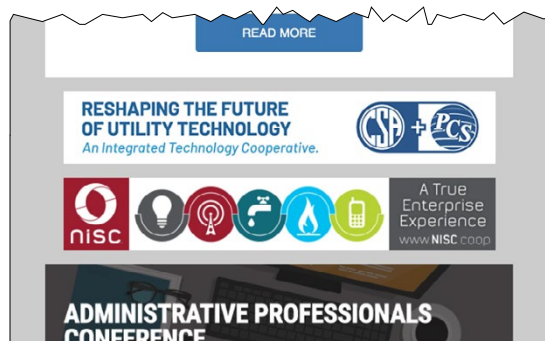 READ MORE
RESHAPING THE FUTURE
OF UTILITY TECHNOLOGY
An Integrated Technology Cooperative.
CSA + PCS
nisc
A True
Enterprise
Experience
www.NISC.coop
ADMINISTRATIVE PROFESSIONALS
CONFERENCE